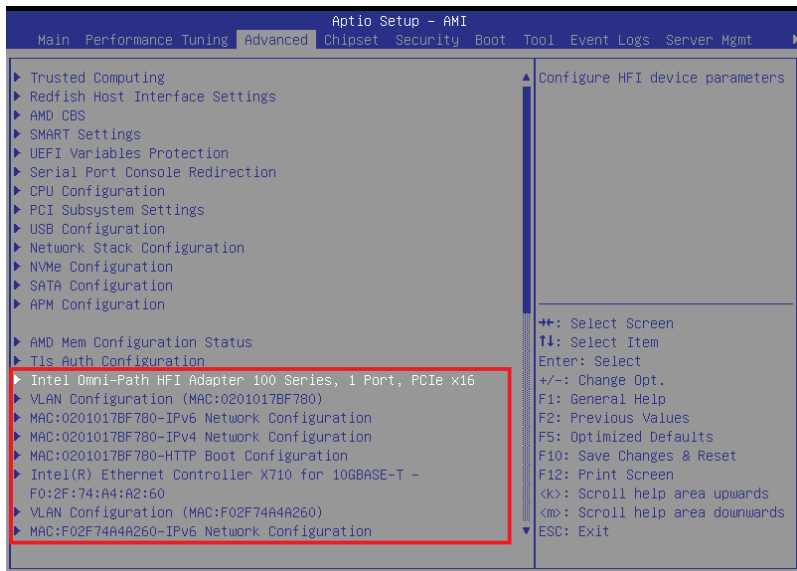 Aptio Setup – AMI
Main Performance Tuning Advanced Chipset Security Boot Tool Event Logs Server Mgmt
Trusted Computing
Redfish Host Interface Settings
AMD CBS
SMART Settings
UEFI Variables Protection
Serial Port Console Redirection
CPU Configuration
PCI Subsystem Settings
USB Configuration
Network Stack Configuration
NVMe Configuration
SATA Configuration
APM Configuration
AMD Mem Configuration Status
Tls Auth Configuration
Intel Omni-Path HFI Adapter 100 Series, 1 Port, PCIe x16
VLAN Configuration (MAC:0201017BF780)
MAC:0201017BF780-IPv6 Network Configuration
MAC:0201017BF780-IPv4 Network Configuration
MAC:0201017BF780-HTTP Boot Configuration
Intel(R) Ethernet Controller X710 for 10GBASE-T –
F0:2F:74:A4:A2:60
VLAN Configuration (MAC:F02F74A4A260)
MAC:F02F74A4A260-IPv6 Network Configuration
Configure HFI device parameters
→←: Select Screen
↑↓: Select Item
Enter: Select
+/-: Change Opt.
F1: General Help
F2: Previous Values
F5: Optimized Defaults
F10: Save Changes & Reset
F12: Print Screen
<k>: Scroll help area upwards
<m>: Scroll help area downwards
ESC: Exit